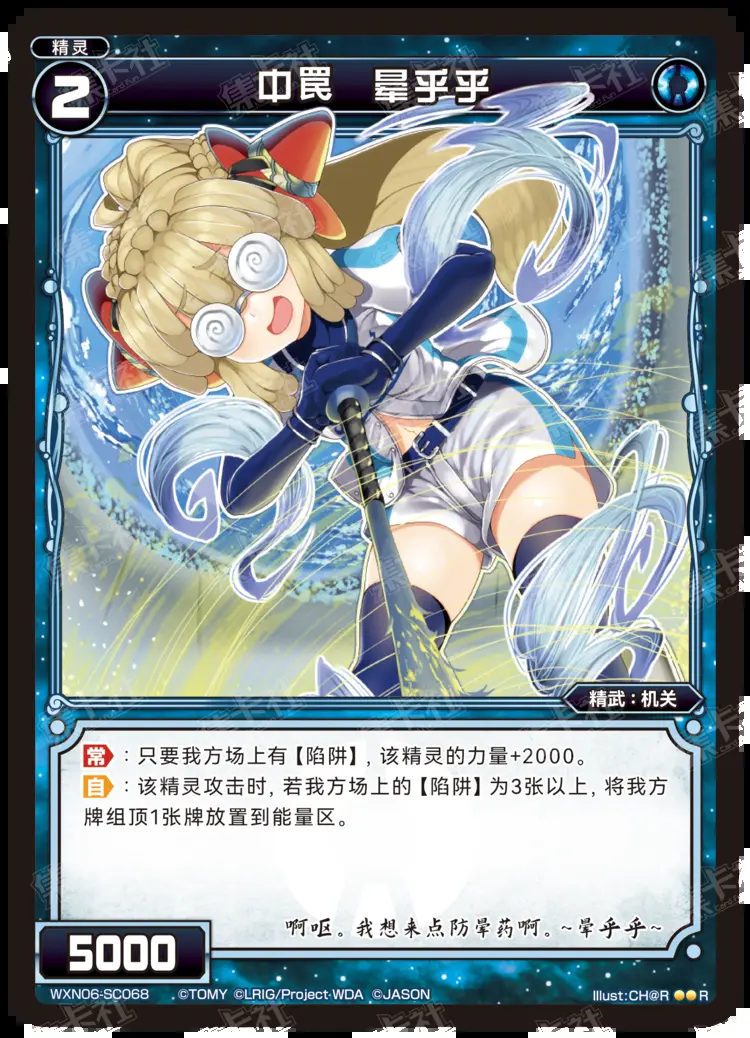 精灵
2
中罠 晕乎乎
精武：机关
常：只要我方场上有【陷阱】, 该精灵的力量+2000。
自：该精灵攻击时, 若我方场上的【陷阱】为3张以上, 将我方
牌组顶1张牌放置到能量区。
啊呕。我想来点防晕药啊。~晕乎乎~
5000
WXN06-SC068 ©TOMY ©LRIG/Project WDA ©JASON
Illust:CH@R R
集卡社